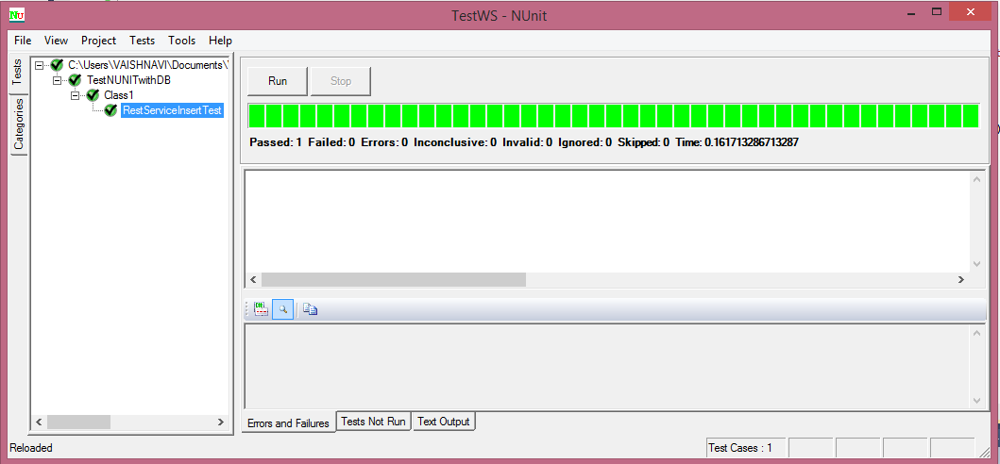 NU
TestWS - NUnit
File View Project Tests Tools Help
Tests
Categories
C:\Users\VAISHNAVI\Documents\
TestNUNITwithDB
Class1
RestServiceInsertTest
Run Stop
Passed: 1 Failed: 0 Errors: 0 Inconclusive: 0 Invalid: 0 Ignored: 0 Skipped: 0 Time: 0.161713286713287
Errors and Failures Tests Not Run Text Output
Reloaded
Test Cases : 1